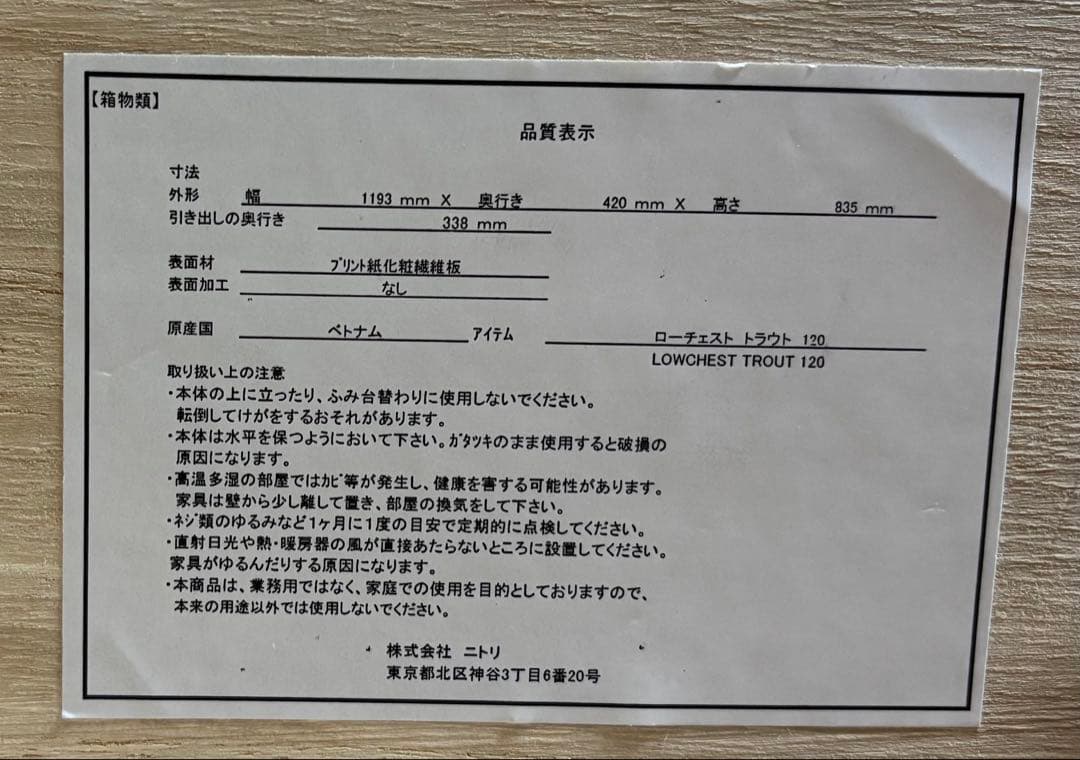 【箱物類】
品質表示
寸法
外形 幅 1193 mm X 奥行き 420 mm X 高さ 835 mm
引き出しの奥行き 338 mm
表面材 ﾌﾟﾘﾝﾄ紙化粧繊維板
表面加工 なし
原産国 ベトナム アイテム ローチェスト トラウト 120
LOWCHEST TROUT 120
取り扱い上の注意
・本体の上に立ったり、ふみ台替わりに使用しないでください。
転倒してけがをするおそれがあります。
・本体は水平を保つようにおいて下さい。ｶﾞﾀﾂｷのまま使用すると破損の
原因になります。
・高温多湿の部屋ではｶﾋﾞ等が発生し、健康を害する可能性があります。
家具は壁から少し離して置き、部屋の換気をして下さい。
・ﾈｼﾞ類のゆるみなど1ヶ月に1度の目安で定期的に点検してください。
・直射日光や熱・暖房器の風が直接あたらないところに設置してください。
家具がゆるんだりする原因になります。
・本商品は、業務用ではなく、家庭での使用を目的としておりますので、
本来の用途以外では使用しないでください。
株式会社 ニトリ
東京都北区神谷3丁目6番20号